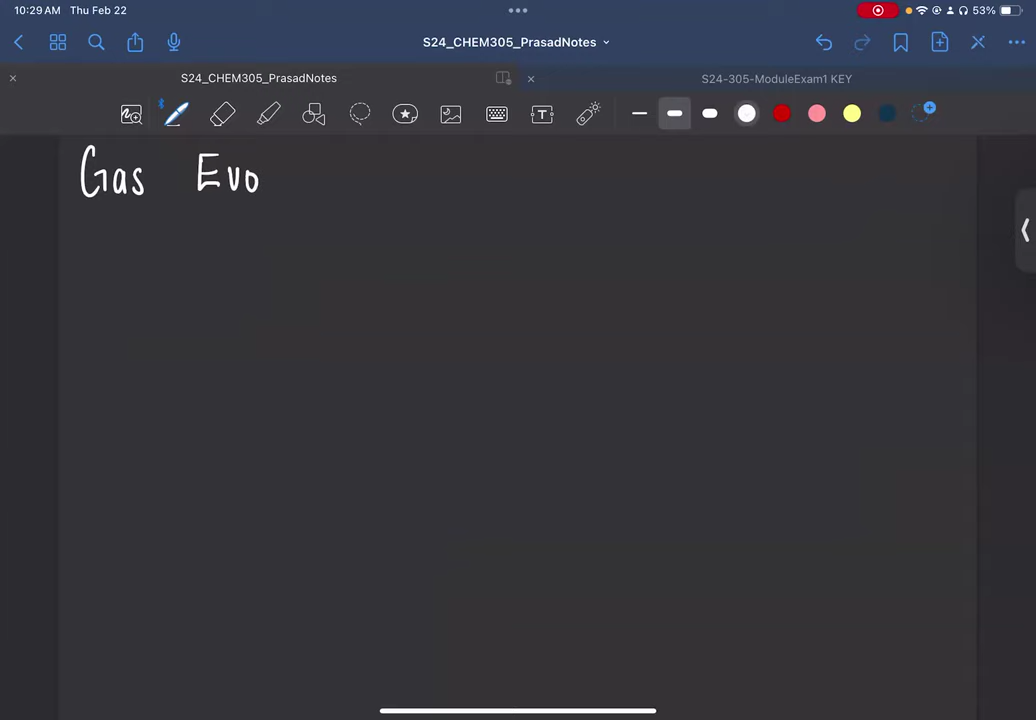 10:29 AM Thu Feb 22
53%
S24_CHEM305_PrasadNotes
S24_CHEM305_PrasadNotes
S24-305-ModuleExam1 KEY
Gas Evo